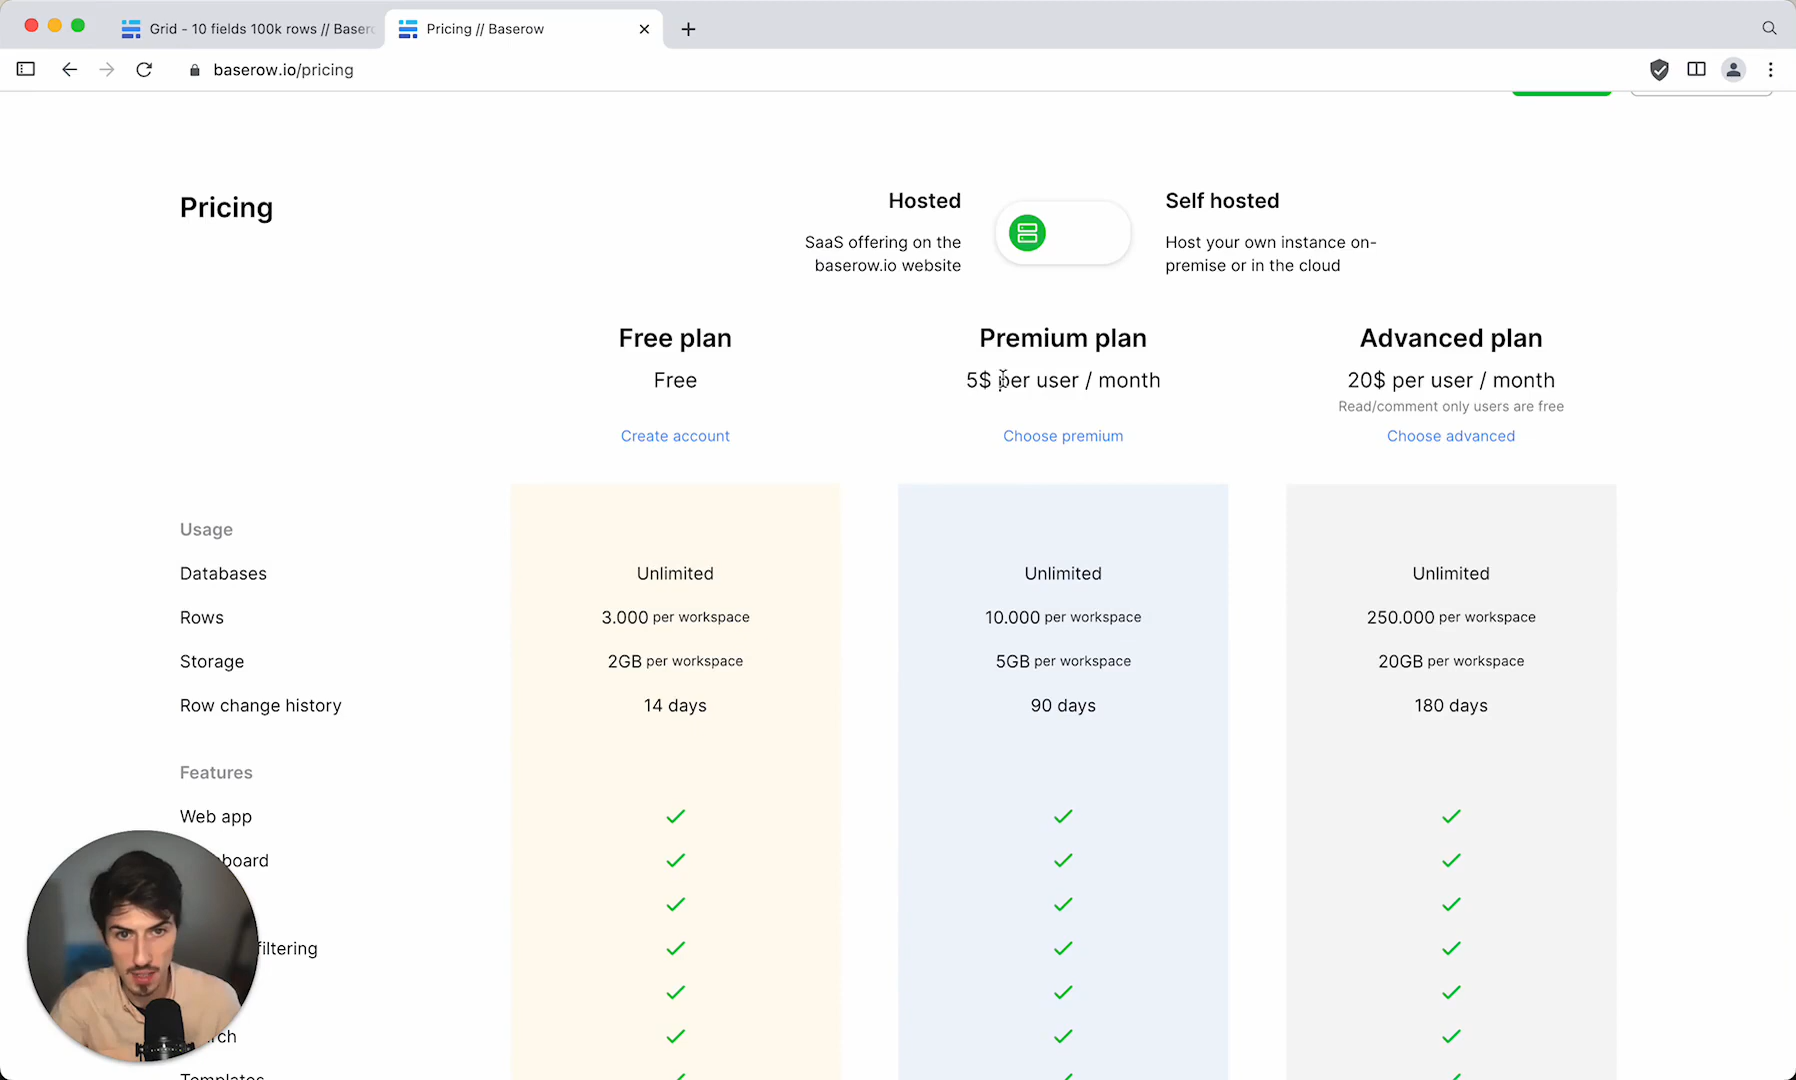 Grid - 10 fields 100k rows // Baser
Pricing // Baserow
baserow.io/pricing
Pricing
Hosted
SaaS offering on the
baserow.io website
Self hosted
Host your own instance on-
premise or in the cloud
Free plan
Free
Create account
Premium plan
5$ per user / month
Choose premium
Advanced plan
20$ per user / month
Read/comment only users are free
Choose advanced
Usage
Databases Unlimited Unlimited Unlimited
Rows 3.000 per workspace 10.000 per workspace 250.000 per workspace
Storage 2GB per workspace 5GB per workspace 20GB per workspace
Row change history 14 days 90 days 180 days
Features
Web app
board
filtering
rch
Templates